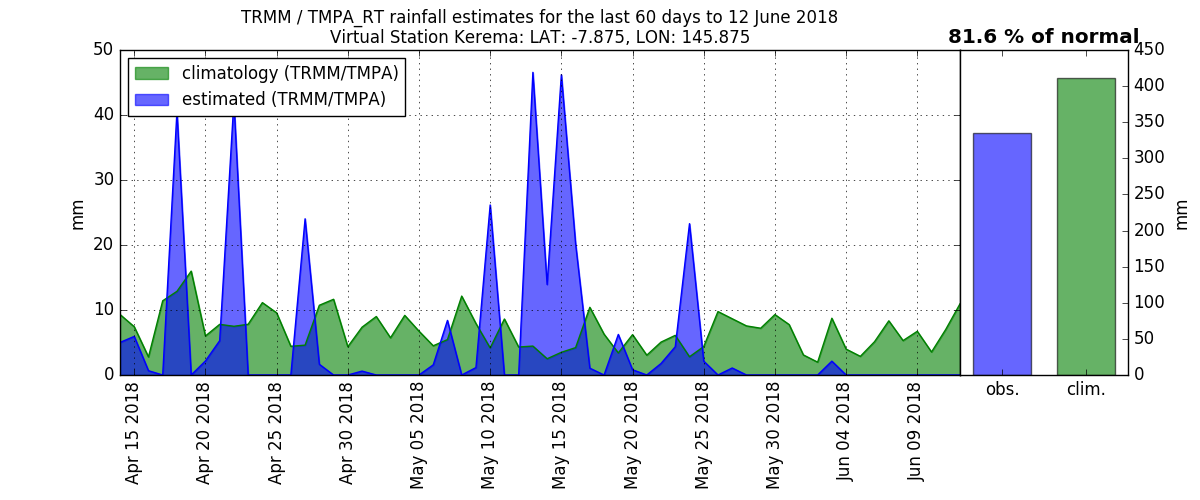 TRMM / TMPA_RT rainfall estimates for the last 60 days to 12 June 2018
Virtual Station Kerema: LAT: -7.875, LON: 145.875
81.6 % of normal
climatology (TRMM/TMPA)
estimated (TRMM/TMPA)
50
40
30
20
10
0
mm
Apr 15 2018
Apr 20 2018
Apr 25 2018
Apr 30 2018
May 05 2018
May 10 2018
May 15 2018
May 20 2018
May 25 2018
May 30 2018
Jun 04 2018
Jun 09 2018
obs.
clim.
450
400
350
300
250
200
150
100
50
0
mm